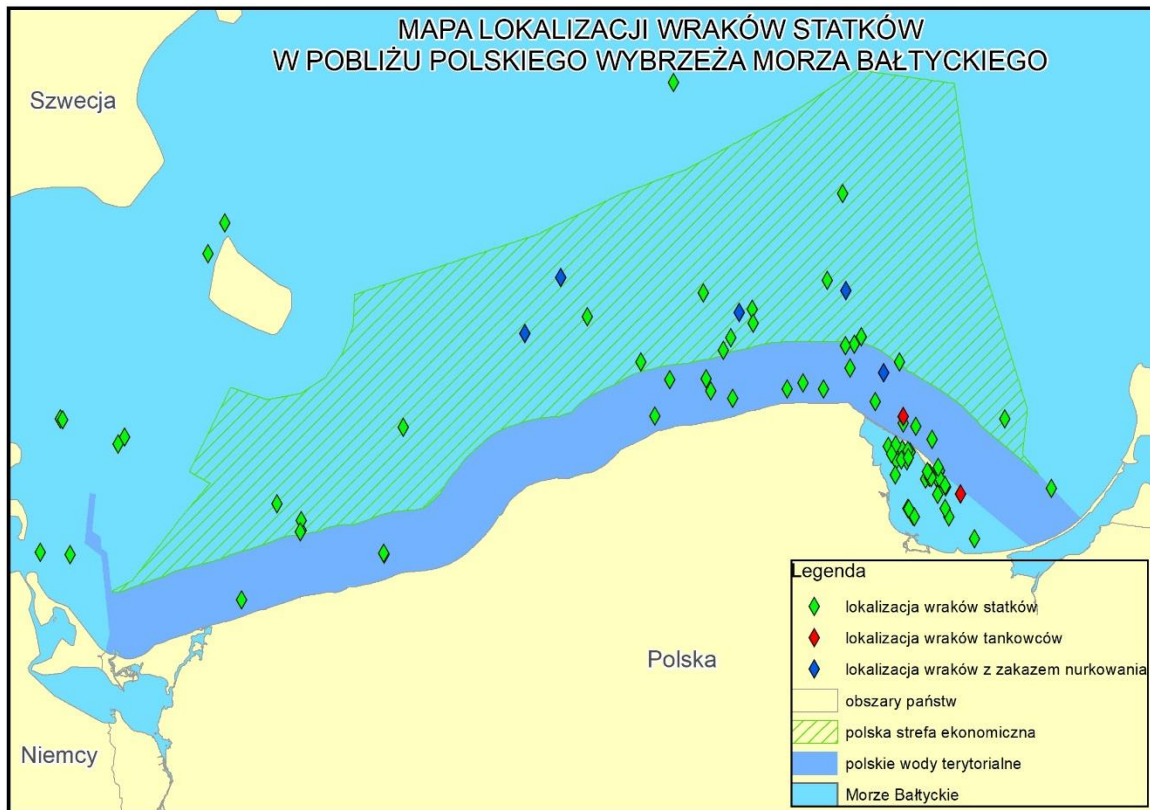 MAPA LOKALIZACJI WRAKÓW STATKÓW
W POBLIŻU POLSKIEGO WYBRZEŻA MORZA BAŁTYCKIEGO
Szwecja
Polska
Niemcy
Legenda
lokalizacja wraków statków
lokalizacja wraków tankowców
lokalizacja wraków z zakazem nurkowania
obszary państw
polska strefa ekonomiczna
polskie wody terytorialne
Morze Bałtyckie